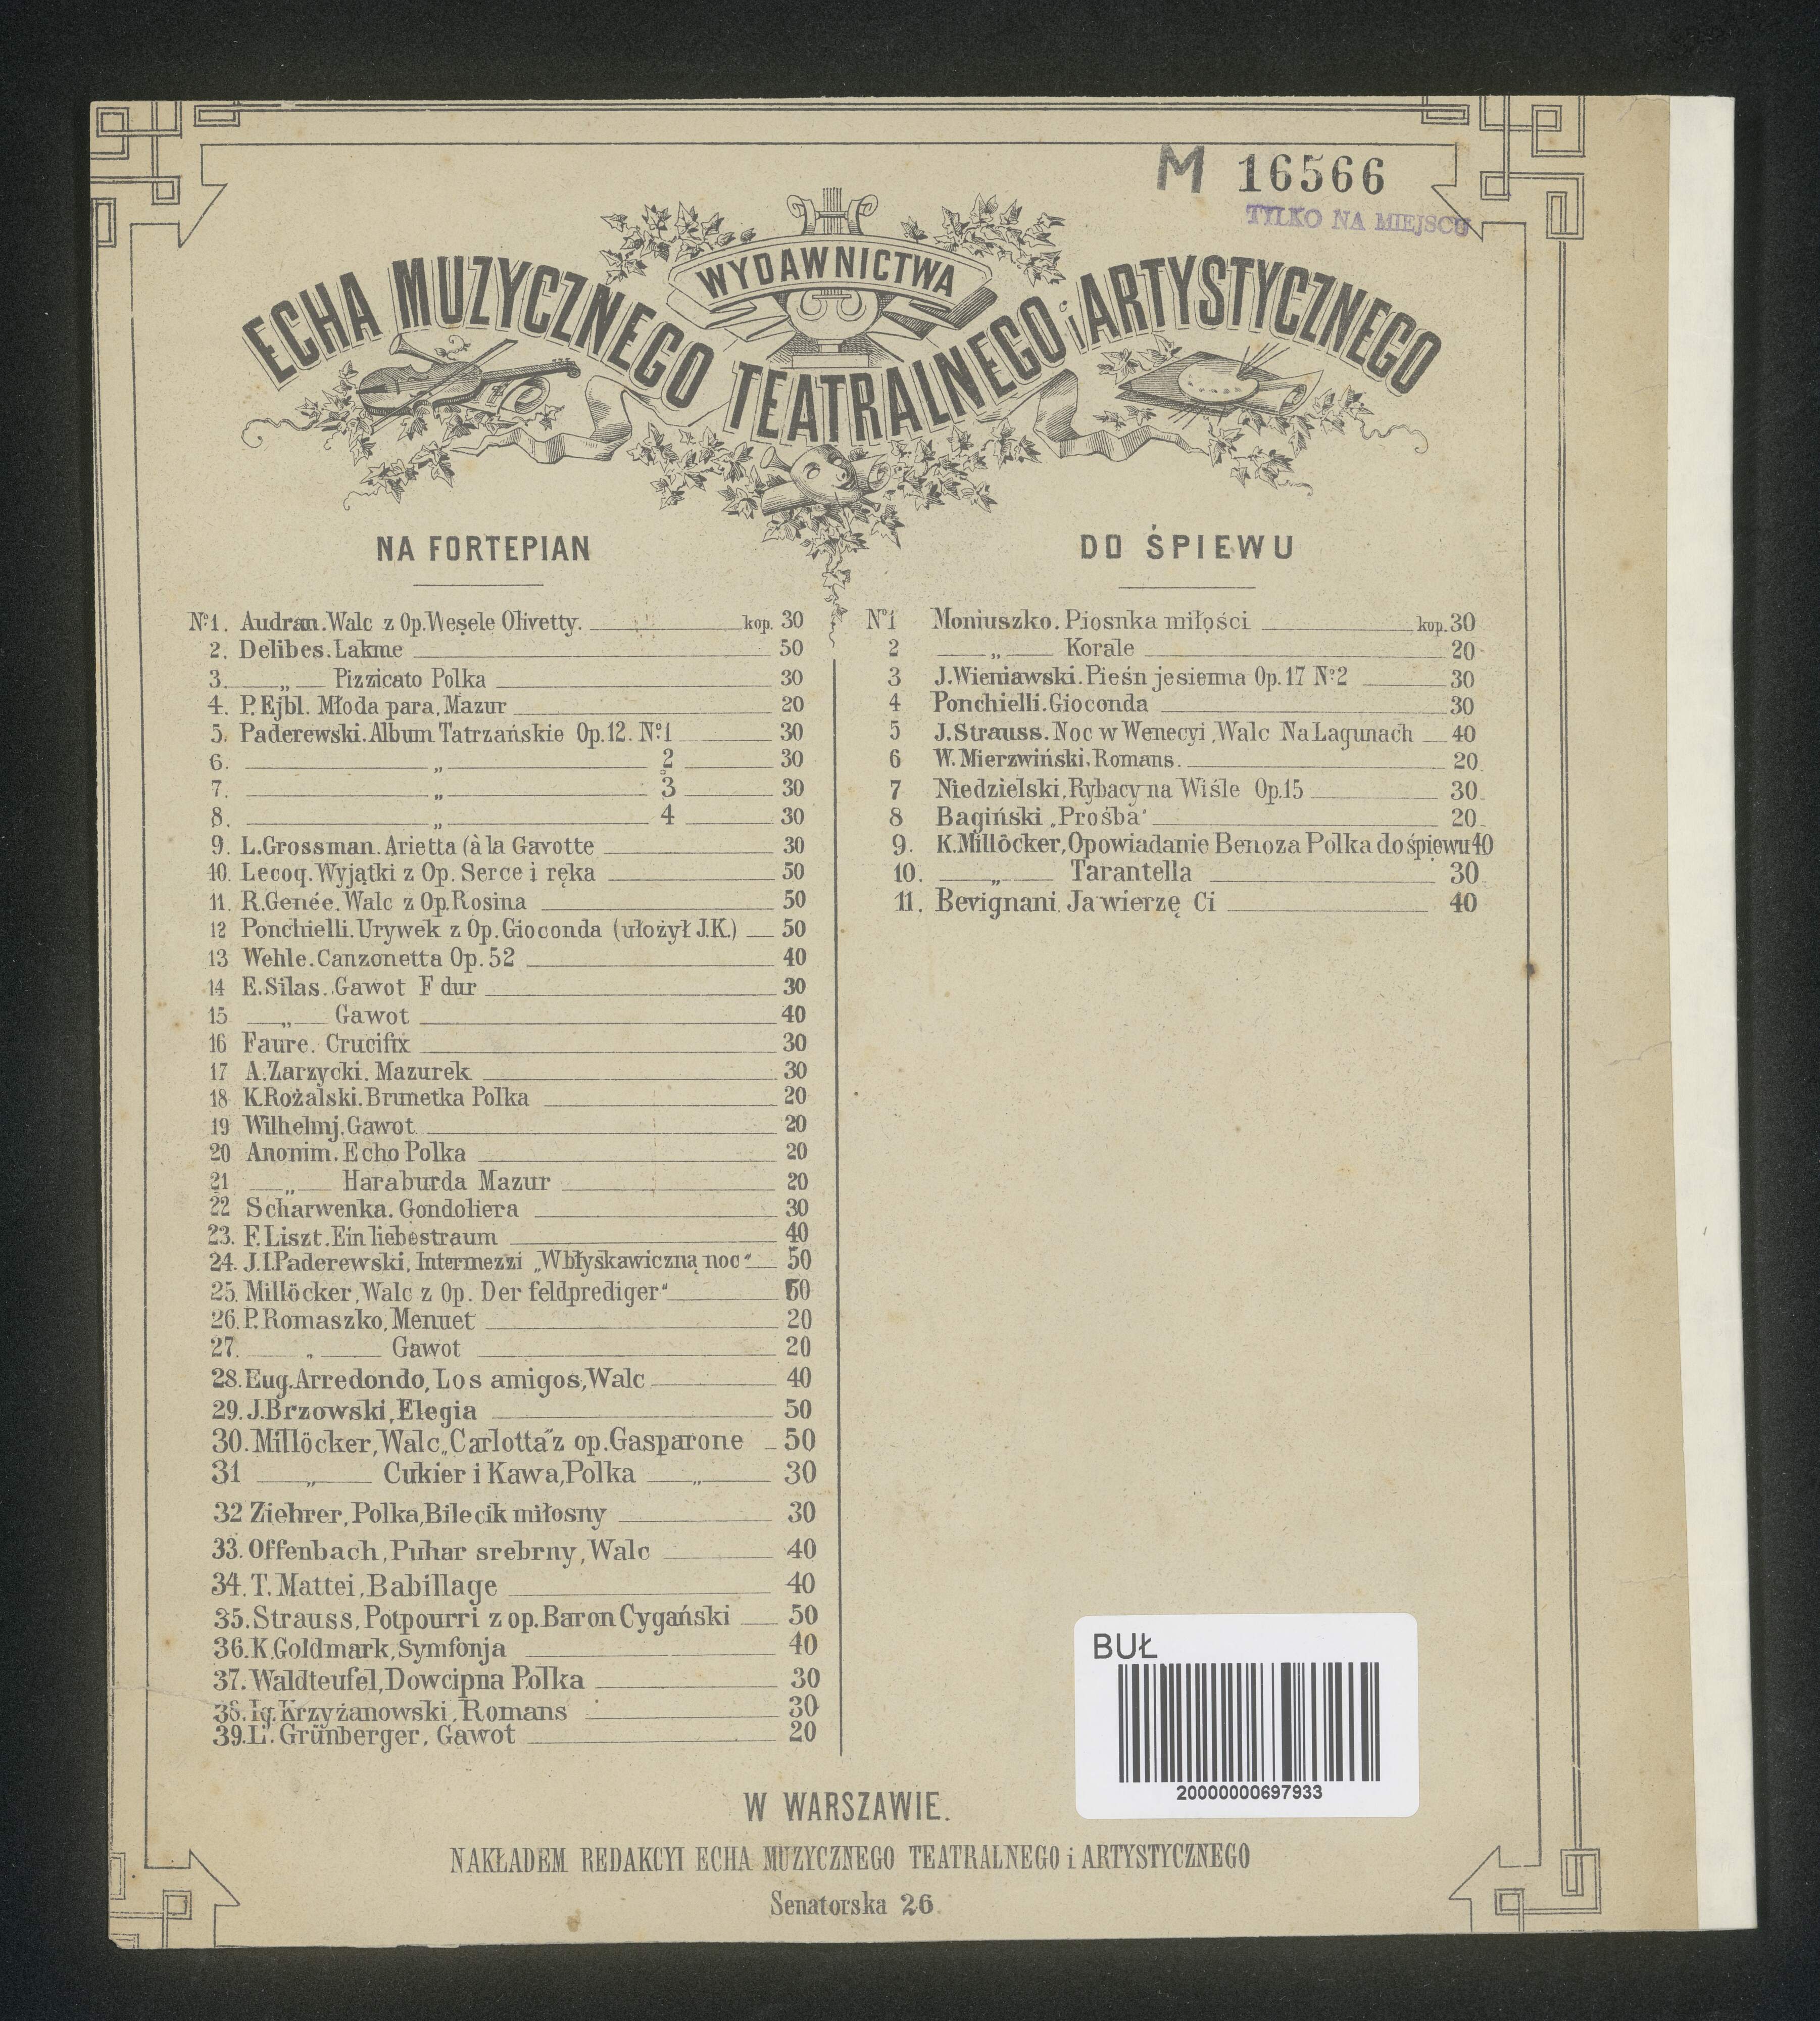 M 16566
TYLKO NA MIEJSCU
WYDAWNICTWA
ECHA MUZYCZNEGO TEATRALNEGO i ARTYSTYCZNEGO
NA FORTEPIAN
Nº1. Audran. Walc z Op. Wesele Olivetty. kop. 30
2. Delibes. Lakme 50
3. „ Pizzicato Polka 30
4. P. Ejbl. Młoda para, Mazur 20
5. Paderewski. Album Tatrzańskie Op. 12. Nº1 30
6. „ 2 30
7. „ 3 30
8. „ 4 30
9. L. Grossman. Arietta (à la Gavotte 30
10. Lecoq. Wyjątki z Op. Serce i ręka 50
11. R. Genée. Walc z Op. Rosina 50
12 Ponchielli. Urywek z Op. Gioconda (ułożył J.K.) 50
13 Wehle. Canzonetta Op. 52 40
14 E. Silas. Gawot F dur 30
15 „ Gawot 40
16 Faure. Crucifix 30
17 A. Zarzycki. Mazurek 30
18 K. Rożalski. Brunetka Polka 20
19 Wilhelmj. Gawot 20
20 Anonim. Echo Polka 20
21 „ Haraburda Mazur 20
22 Scharwenka. Gondoliera 30
23. F. Liszt. Ein liebestraum 40
24. J.I. Paderewski, Intermezzi „W błyskawiczną noc“ 50
25. Millöcker, Walc z Op. Der feldprediger“ 50
26. P. Romaszko, Menuet 20
27. „ Gawot 20
28. Eug. Arredondo, Los amigos, Walc 40
29. J. Brzowski, Elegia 50
30. Millöcker, Walc „Carlotta“ z op. Gasparone 50
31 „ Cukier i Kawa, Polka „ 30
32 Ziehrer, Polka, Bilecik miłosny 30
33. Offenbach, Puhar srebrny, Walc 40
34. T. Mattei, Babillage 40
35. Strauss, Potpourri z op. Baron Cygański 50
36. K. Goldmark, Symfonja 40
37. Waldteufel, Dowcipna Polka 30
38. Ig. Krzyżanowski, Romans 30
39. L. Grünberger, Gawot 20
DO ŚPIEWU
Nº1 Moniuszko. Piosnka miłości kop. 30
2 „ Korale 20
3 J. Wieniawski. Pieśn jesienna Op. 17 Nº2 30
4 Ponchielli. Gioconda 30
5 J. Strauss. Noc w Wenecyi, Walc Na Lagunach 40
6 W. Mierzwiński, Romans. 20
7 Niedzielski, Rybacy na Wiśle Op. 15 30
8 Bagiński „Prośba“ 20
9. K. Millöcker, Opowiadanie Benoza Polka do śpiewu 40
10. „ Tarantella 30
11. Bevignani. Ja wierzę Ci 40
BUŁ
20000000697933
W WARSZAWIE.
NAKŁADEM REDAKCYI ECHA MUZYCZNEGO TEATRALNEGO i ARTYSTYCZNEGO
Senatorska 26.